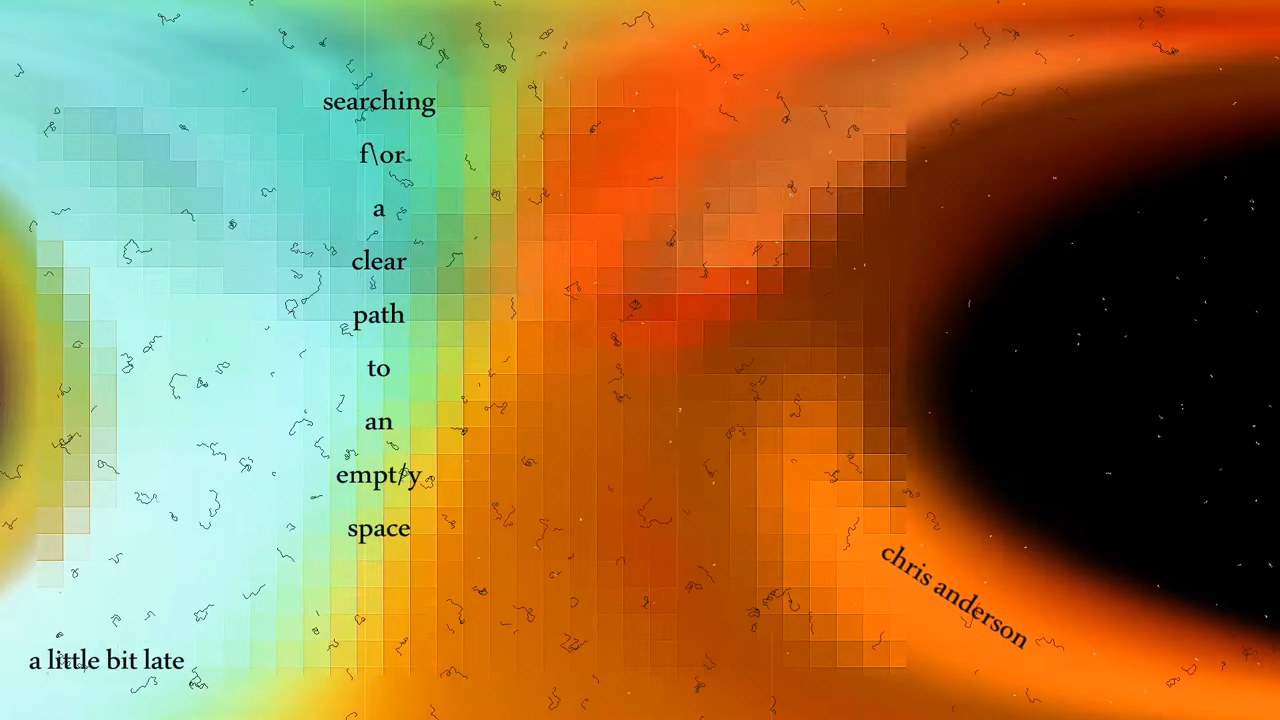 searching
f\or
a
clear
path
to
an
empt/y
space
chris anderson
a little bit late